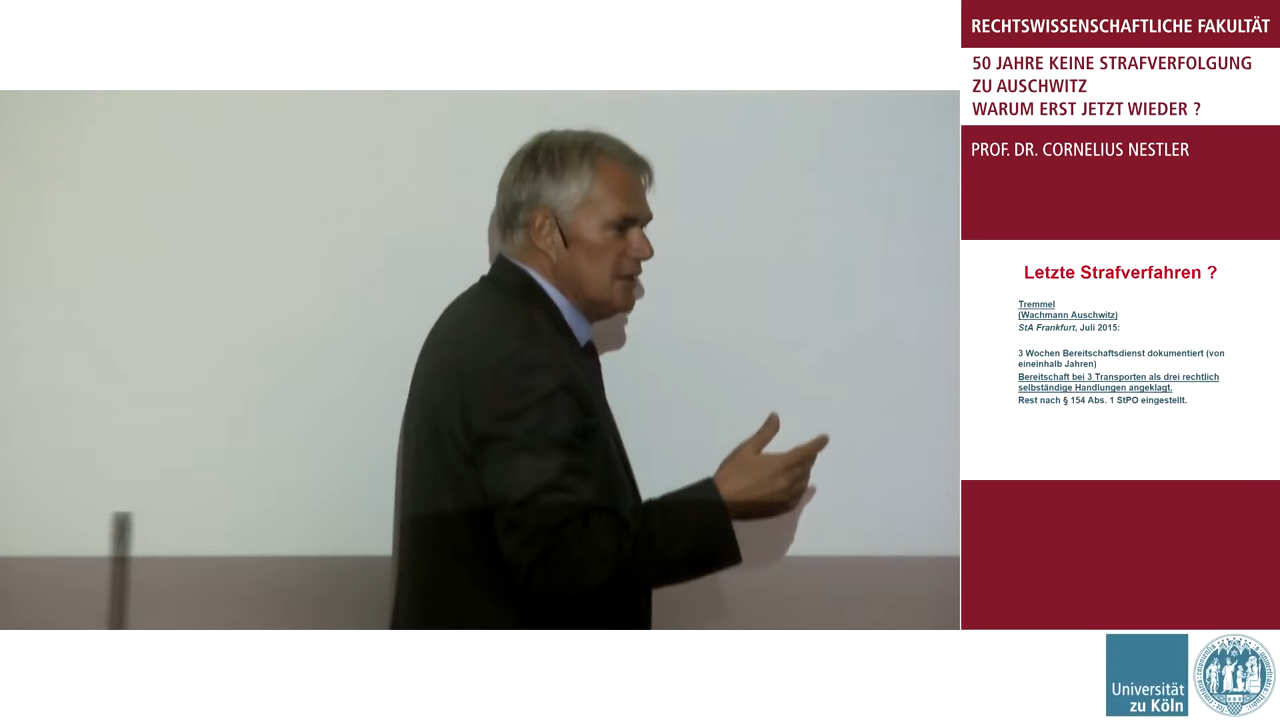 RECHTSWISSENSCHAFTLICHE FAKULTÄT
50 JAHRE KEINE STRAFVERFOLGUNG
ZU AUSCHWITZ
WARUM ERST JETZT WIEDER ?
PROF. DR. CORNELIUS NESTLER
Letzte Strafverfahren ?
Tremmel
(Wachmann Auschwitz)
StA Frankfurt, Juli 2015:
3 Wochen Bereitschaftsdienst dokumentiert (von
eineinhalb Jahren)
Bereitschaft bei 3 Transporten als drei rechtlich
selbständige Handlungen angeklagt.
Rest nach § 154 Abs. 1 StPO eingestellt.
Universität
zu Köln